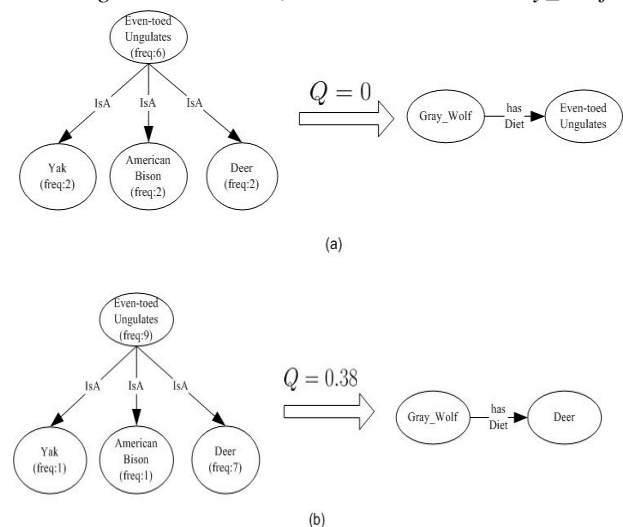 Even-toed
Ungulates
(freq:6)
IsA
IsA
IsA
Yak
(freq:2)
American
Bison
(freq:2)
Deer
(freq:2)
Q = 0
Gray_Wolf
has
Diet
Even-toed
Ungulates
(a)
Even-toed
Ungulates
(freq:9)
IsA
IsA
IsA
Yak
(freq:1)
American
Bison
(freq:1)
Deer
(freq:7)
Q = 0.38
Gray_Wolf
has
Diet
Deer
(b)